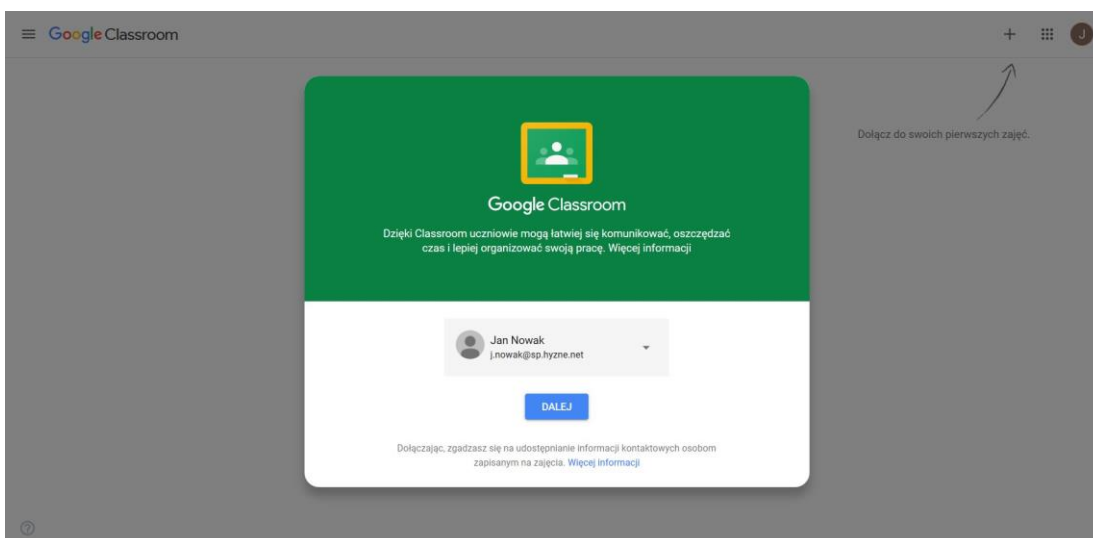 Google Classroom
J
Dołącz do swoich pierwszych zajęć.
Google Classroom
Dzięki Classroom uczniowie mogą łatwiej się komunikować, oszczędzać
czas i lepiej organizować swoją pracę. Więcej informacji
Jan Nowak
j.nowak@sp.hyzne.net
DALEJ
Dołączając, zgadzasz się na udostępnianie informacji kontaktowych osobom
zapisanym na zajęcia. Więcej informacji